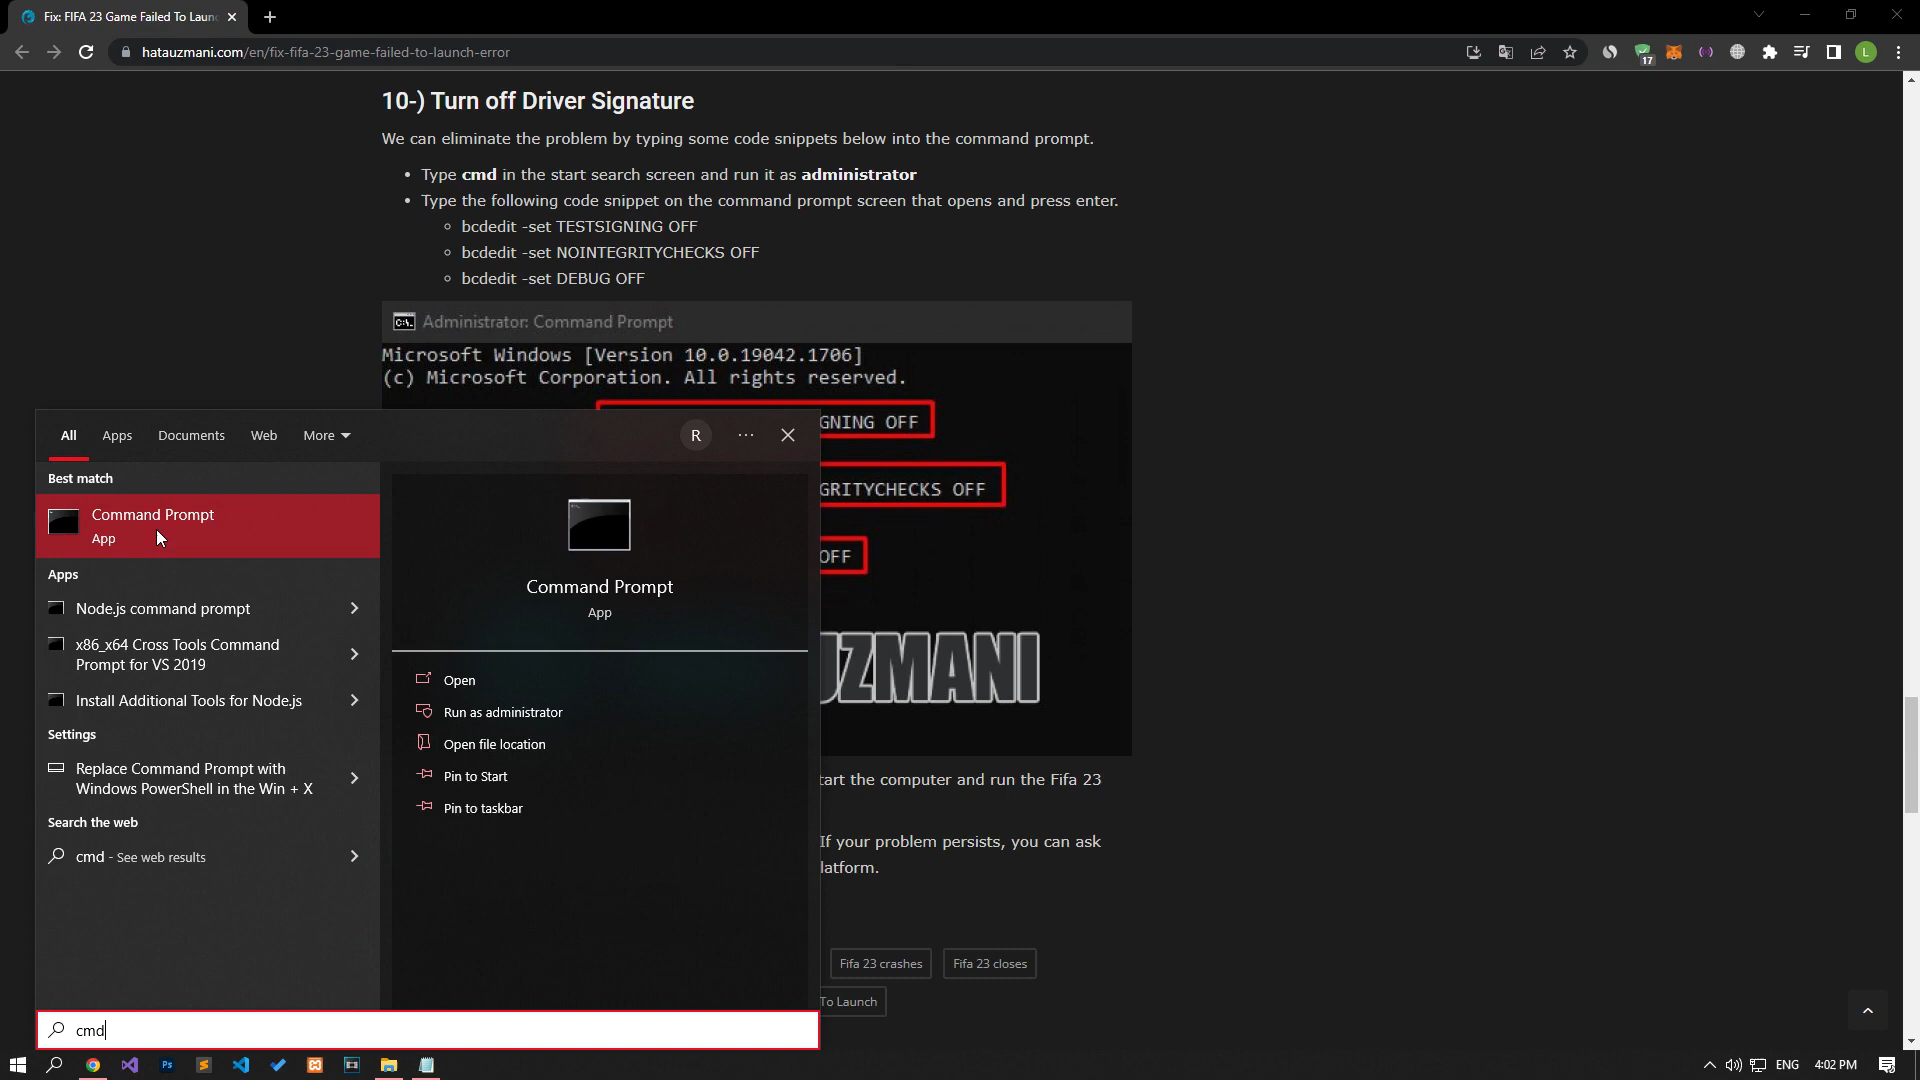 Fix: FIFA 23 Game Failed To Laun
hatauzmani.com/en/fix-fifa-23-game-failed-to-launch-error
17
L
10-) Turn off Driver Signature
We can eliminate the problem by typing some code snippets below into the command prompt.
Type cmd in the start search screen and run it as administrator
Type the following code snippet on the command prompt screen that opens and press enter.
bcdedit -set TESTSIGNING OFF
bcdedit -set NOINTEGRITYCHECKS OFF
bcdedit -set DEBUG OFF
Administrator: Command Prompt
Microsoft Windows [Version 10.0.19042.1706]
(c) Microsoft Corporation. All rights reserved.
GNING OFF
GRITYCHECKS OFF
OFF
UZMANI
tart the computer and run the Fifa 23
If your problem persists, you can ask
latform.
Fifa 23 crashes
Fifa 23 closes
To Launch
All
Apps
Documents
Web
More
R
Best match
Command Prompt
App
Apps
Node.js command prompt
x86_x64 Cross Tools Command
Prompt for VS 2019
Install Additional Tools for Node.js
Settings
Replace Command Prompt with
Windows PowerShell in the Win + X
Search the web
cmd - See web results
Command Prompt
App
Open
Run as administrator
Open file location
Pin to Start
Pin to taskbar
cmd
Ps
ENG
4:02 PM